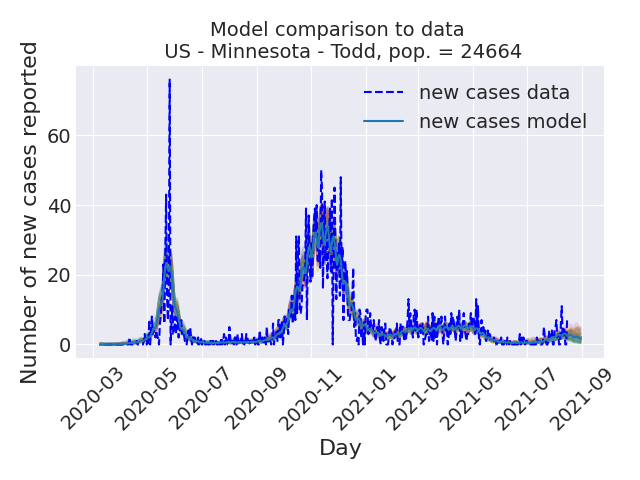 Model comparison to data
US - Minnesota - Todd, pop. = 24664
new cases data
new cases model
Number of new cases reported
60
40
20
0
2020-03
2020-05
2020-07
2020-09
2020-11
2021-01
2021-03
2021-05
2021-07
2021-09
Day